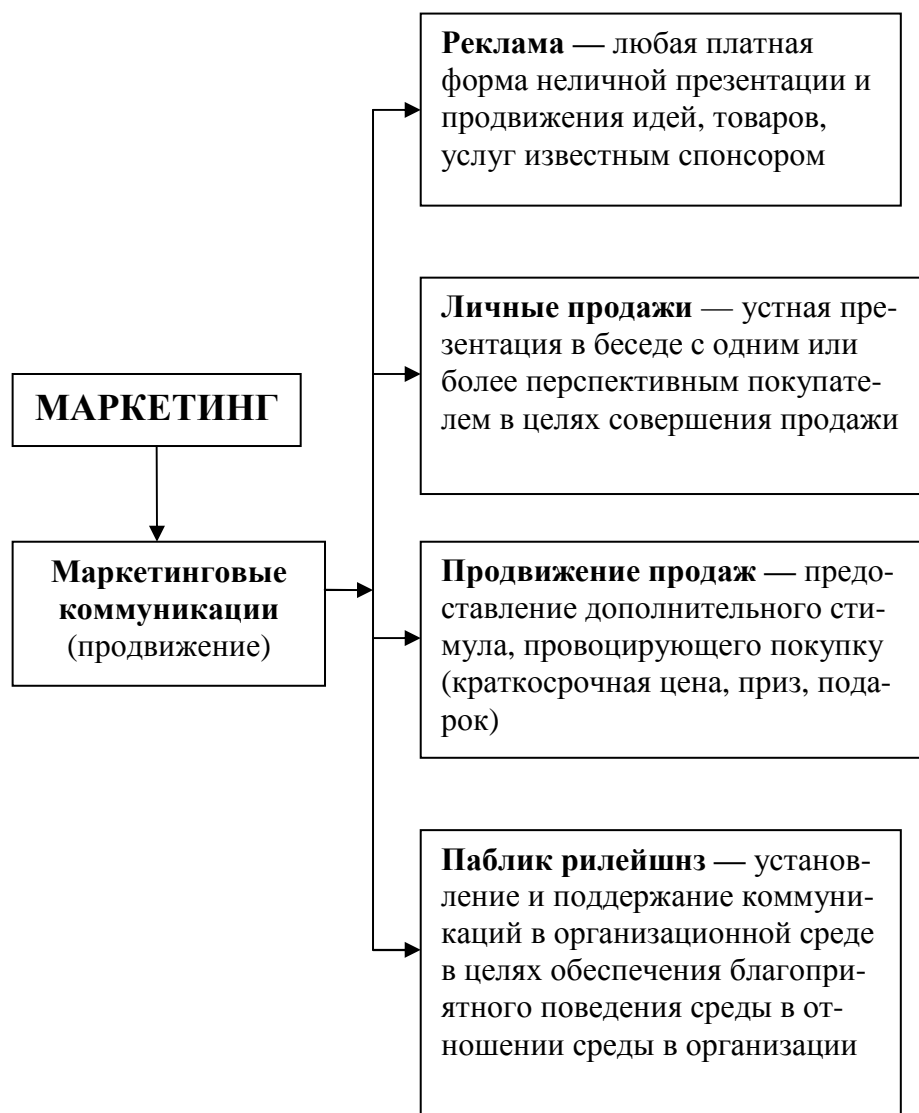 МАРКЕТИНГ
Маркетинговые
коммуникации
(продвижение)
Реклама — любая платная
форма неличной презентации и
продвижения идей, товаров,
услуг известным спонсором
Личные продажи — устная пре-
зентация в беседе с одним или
более перспективным покупате-
лем в целях совершения продажи
Продвижение продаж — предо-
ставление дополнительного сти-
мула, провоцирующего покупку
(краткосрочная цена, приз, пода-
рок)
Паблик рилейшнз — установ-
ление и поддержание коммуни-
каций в организационной среде
в целях обеспечения благопри-
ятного поведения среды в от-
ношении среды в организации